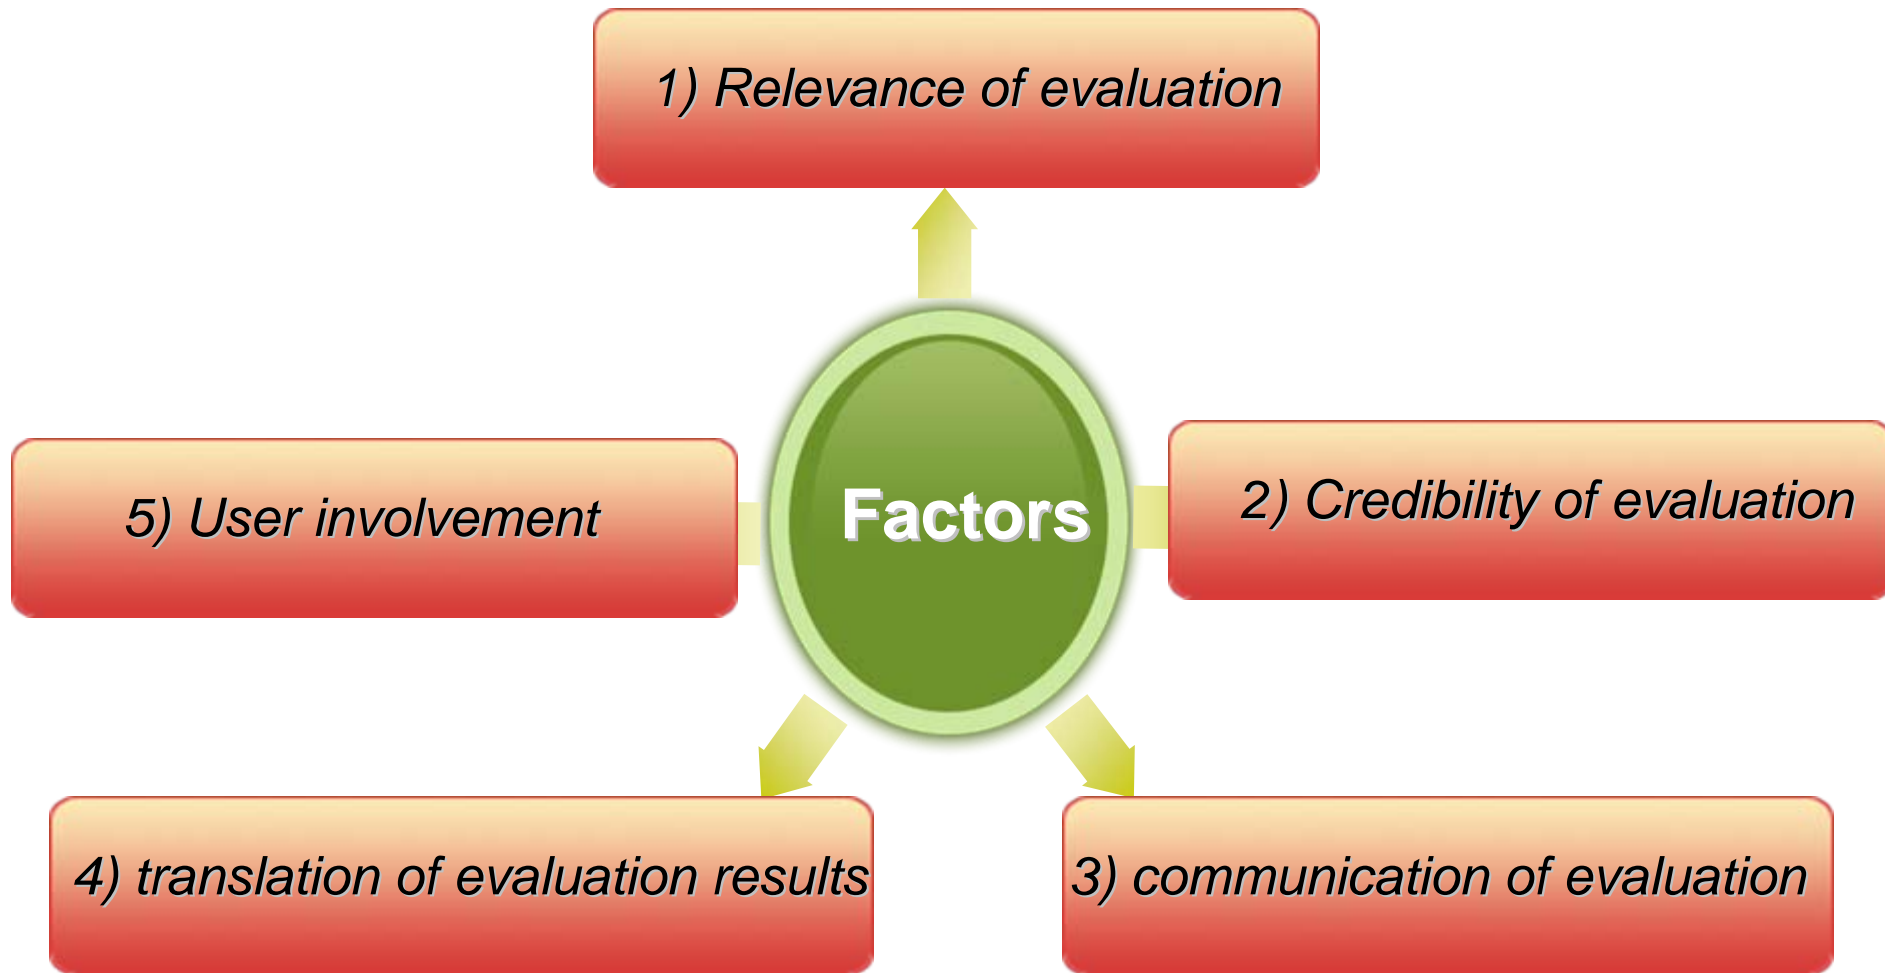 1) Relevance of evaluation
Factors
2) Credibility of evaluation
5) User involvement
4) translation of evaluation results
3) communication of evaluation